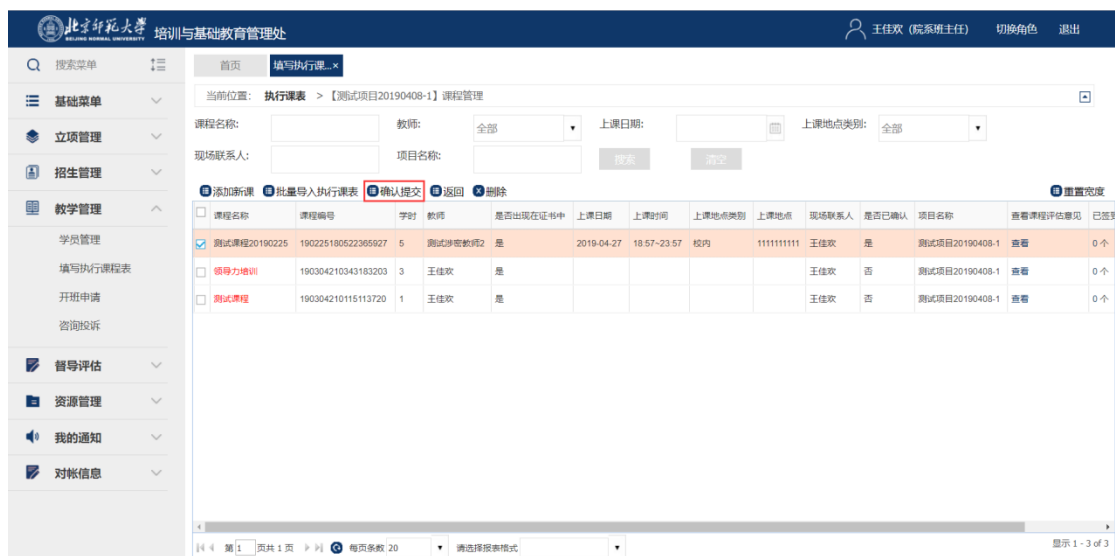 北京师范大学 培训与基础教育管理处 王佳欢 (院系班主任) 切换角色 退出
BEIJING NORMAL UNIVERSITY
搜索菜单 首页 填写执行课...×
基础菜单 当前位置: 执行课表 > 【测试项目20190408-1】课程管理
立项管理 课程名称: 教师: 全部 上课日期: 上课地点类别: 全部
现场联系人: 项目名称: 搜索 清空
招生管理 添加新课 批量导入执行课表 确认提交 返回 删除 重置宽度
教学管理 课程名称 课程编号 学时 教师 是否出现在证书中 上课日期 上课时间 上课地点类别 上课地点 现场联系人 是否已确认 项目名称 查看课程评估意见 已签到
学员管理 测试课程20190225 190225180522365927 5 测试涉密教师2 是 2019-04-27 18:57~23:57 校内 1111111111 王佳欢 是 测试项目20190408-1 查看 0 个
填写执行课程表 领导力培训 190304210343183203 3 王佳欢 是 王佳欢 否 测试项目20190408-1 查看 0 个
开班申请 测试课程 190304210115113720 1 王佳欢 是 王佳欢 否 测试项目20190408-1 查看 0 个
咨询投诉
督导评估
资源管理
我的通知
对帐信息
第 1 页共 1 页 每页条数 20 请选择报表格式 显示 1 - 3 of 3